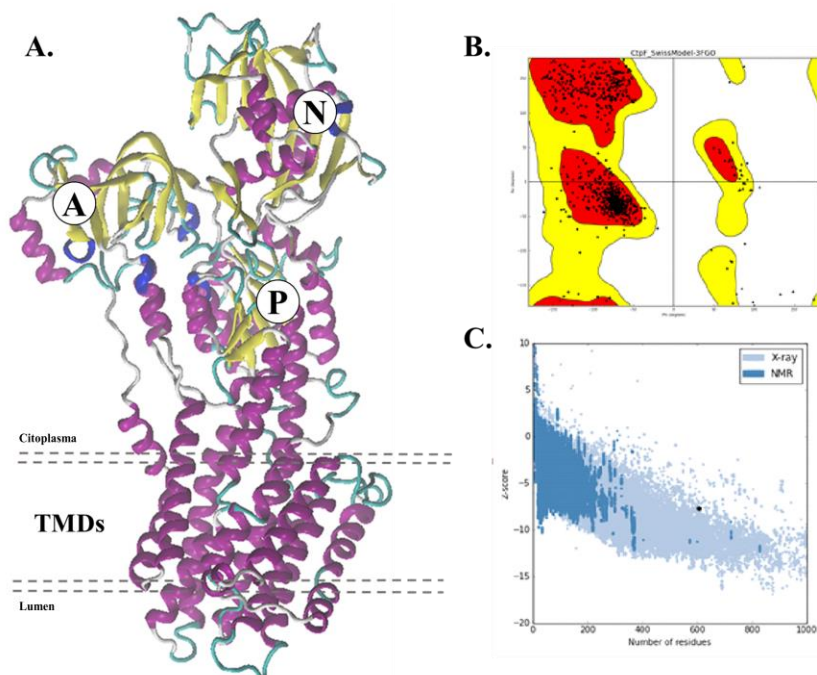 A.
N
A
P
Citoplasma
TMDs
Lumen
B.
CtpF_SwissModel-3FGO
C.
X-ray
NMR
10
5
0
−5
−10
−15
−20
Z-score
0
200
400
600
800
1000
Number of residues